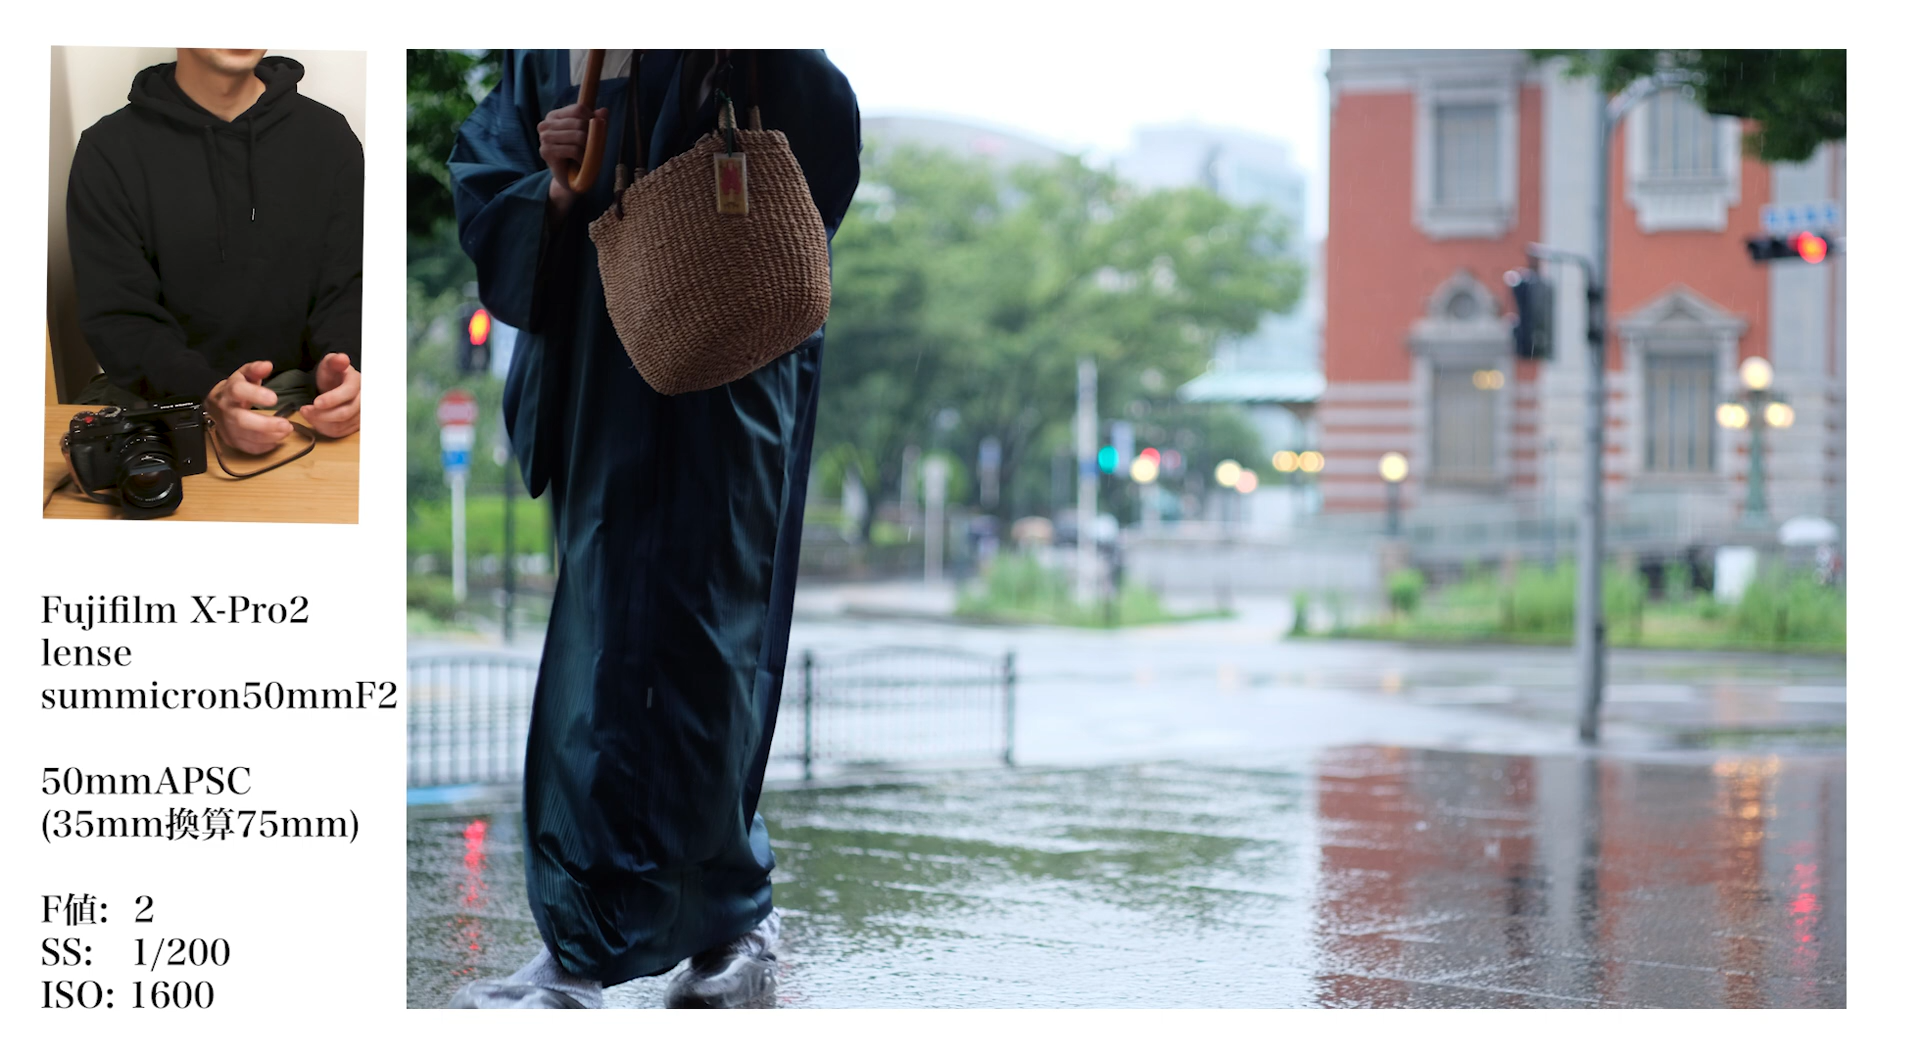 Fujifilm X-Pro2
lense
summicron50mmF2
50mmAPSC
(35mm換算75mm)
F値: 2
SS: 1/200
ISO: 1600